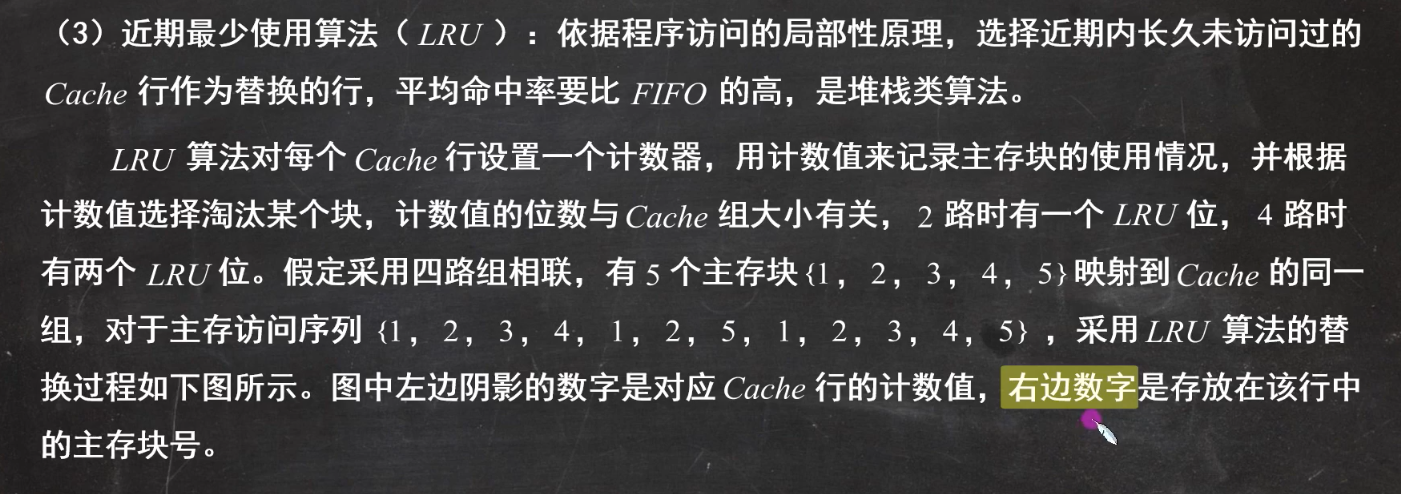 （3）近期最少使用算法（ LRU ）：依据程序访问的局部性原理，选择近期内长久未访问过的
Cache 行作为替换的行，平均命中率要比 FIFO 的高，是堆栈类算法。
LRU 算法对每个 Cache 行设置一个计数器，用计数值来记录主存块的使用情况，并根据
计数值选择淘汰某个块，计数值的位数与 Cache 组大小有关， 2 路时有一个 LRU 位， 4 路时
有两个 LRU 位。假定采用四路组相联，有 5 个主存块 {1，2，3，4，5} 映射到 Cache 的同一
组，对于主存访问序列 {1，2，3，4，1，2，5，1，2，3，4，5} ，采用 LRU 算法的替
换过程如下图所示。图中左边阴影的数字是对应 Cache 行的计数值，右边数字是存放在该行中
的主存块号。